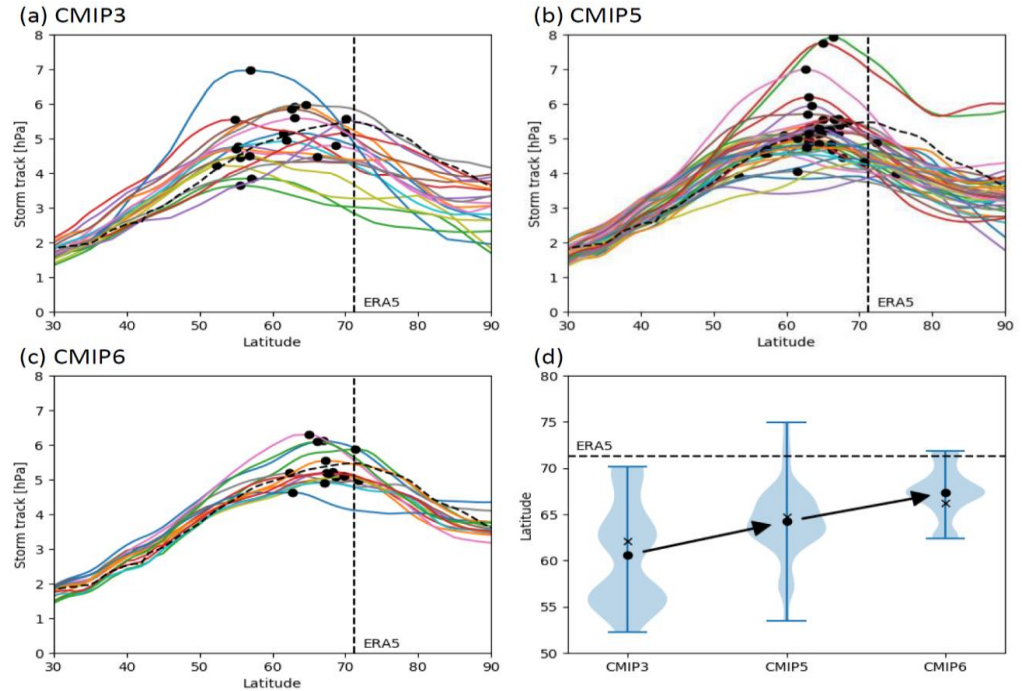 (a) CMIP3
8
7
6
5
4
3
2
1
0
Storm track [hPa]
30 40 50 60 70 80 90
Latitude
ERA5
(b) CMIP5
8
7
6
5
4
3
2
1
0
Storm track [hPa]
30 40 50 60 70 80 90
Latitude
ERA5
(c) CMIP6
8
7
6
5
4
3
2
1
0
Storm track [hPa]
30 40 50 60 70 80 90
Latitude
ERA5
(d)
80
75
70
65
60
55
50
Latitude
ERA5
CMIP3 CMIP5 CMIP6